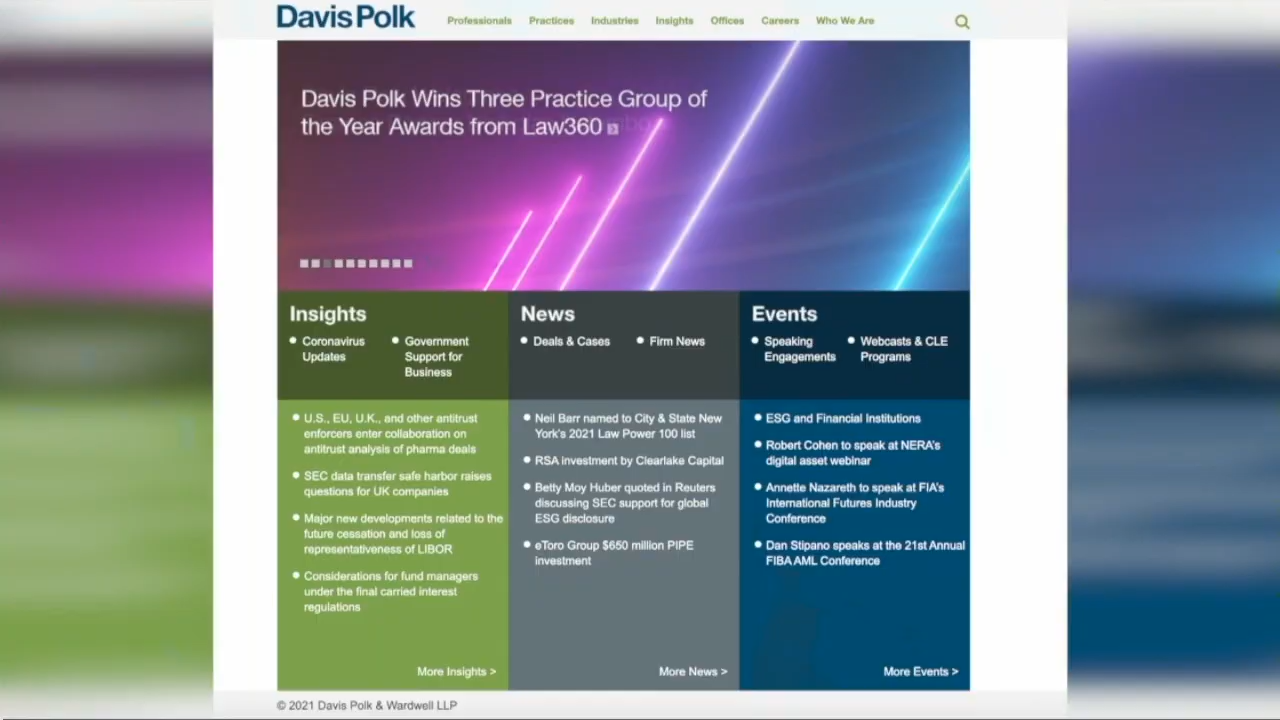 Davis Polk
Professionals Practices Industries Insights Offices Careers Who We Are
Davis Polk Wins Three Practice Group of
the Year Awards from Law360
Insights
Coronavirus
Updates
Government
Support for
Business
U.S., EU, U.K., and other antitrust
enforcers enter collaboration on
antitrust analysis of pharma deals
SEC data transfer safe harbor raises
questions for UK companies
Major new developments related to the
future cessation and loss of
representativeness of LIBOR
Considerations for fund managers
under the final carried interest
regulations
More Insights >
News
Deals & Cases
Firm News
Neil Barr named to City & State New
York's 2021 Law Power 100 list
RSA investment by Clearlake Capital
Betty Moy Huber quoted in Reuters
discussing SEC support for global
ESG disclosure
eToro Group $650 million PIPE
investment
More News >
Events
Speaking
Engagements
Webcasts & CLE
Programs
ESG and Financial Institutions
Robert Cohen to speak at NERA's
digital asset webinar
Annette Nazareth to speak at FIA's
International Futures Industry
Conference
Dan Stipano speaks at the 21st Annual
FIBA AML Conference
More Events >
© 2021 Davis Polk & Wardwell LLP